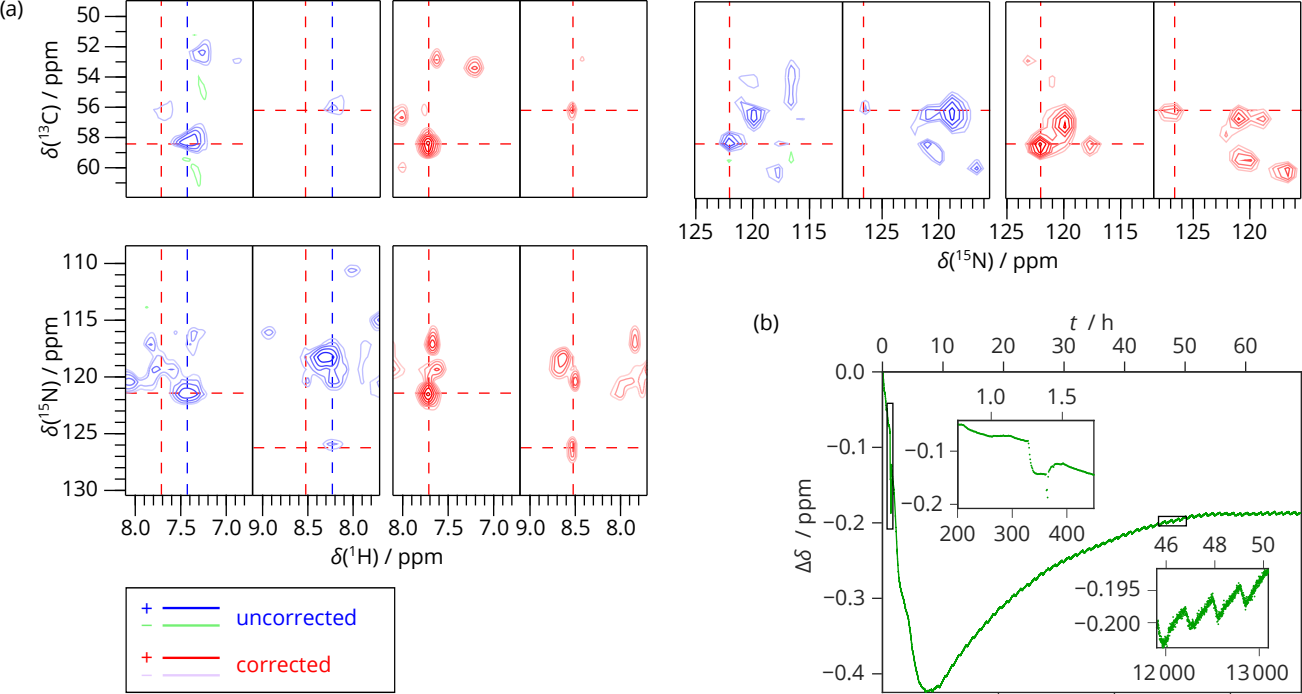 (a)
50
52
54
56
58
60
δ(¹³C) / ppm
125 120 115 125 120 125 120 115 125 120
δ(¹⁵N) / ppm
110
115
120
125
130
δ(¹⁵N) / ppm
8.0 7.5 7.0 9.0 8.5 8.0 8.0 7.5 7.0 9.0 8.5 8.0
δ(¹H) / ppm
+
− uncorrected
+
− corrected
(b)
t / h
0 10 20 30 40 50 60
0.0
−0.1
−0.2
−0.3
−0.4
Δδ / ppm
1.0 1.5
−0.1
−0.2
200 300 400
46 48 50
−0.195
−0.200
12 000 13 000